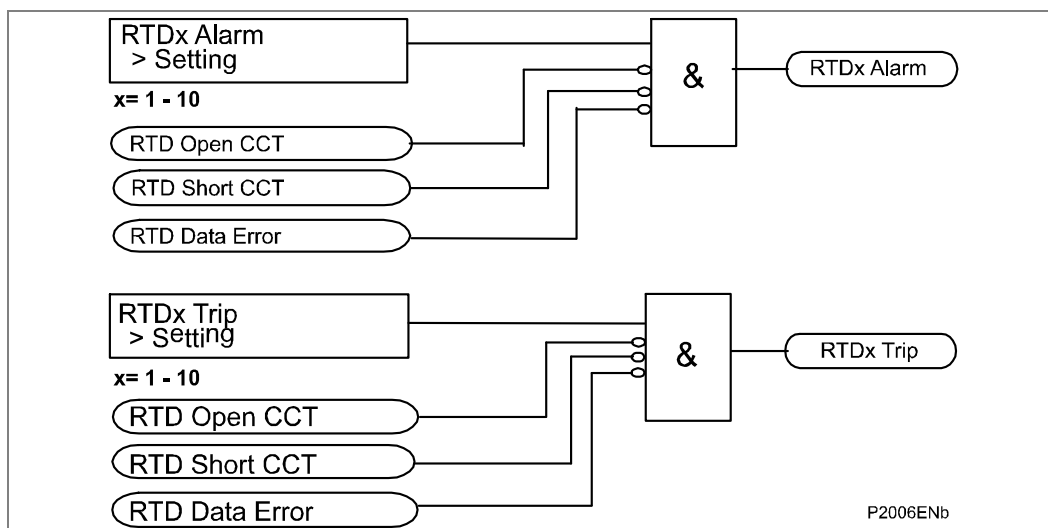 RTDx Alarm
> Setting
&
RTDx Alarm
x= 1 - 10
RTD Open CCT
RTD Short CCT
RTD Data Error
RTDx Trip
> Setting
&
RTDx Trip
x= 1 - 10
RTD Open CCT
RTD Short CCT
RTD Data Error
P2006ENb